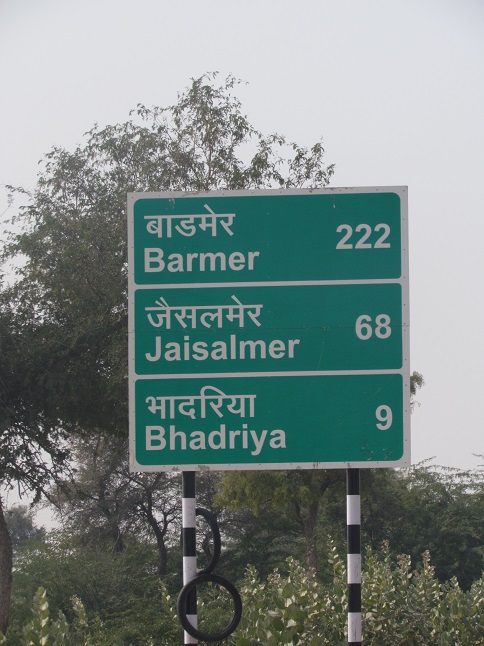 बाडमेर
Barmer 222
जैसलमेर
Jaisalmer 68
भादरिया
Bhadriya 9